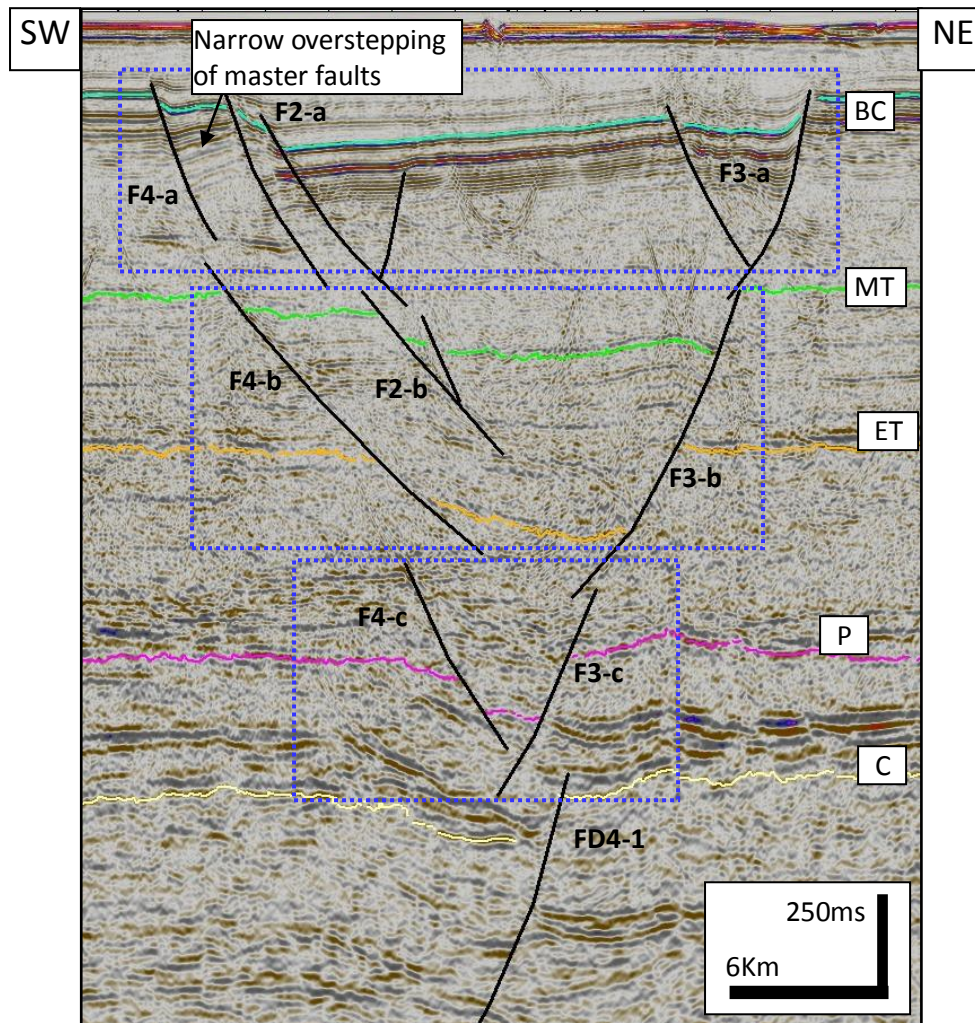 SW
NE
Narrow overstepping
of master faults
F2-a
BC
F4-a
F3-a
MT
F4-b
F2-b
ET
F3-b
F4-c
P
F3-c
C
FD4-1
250ms
6Km